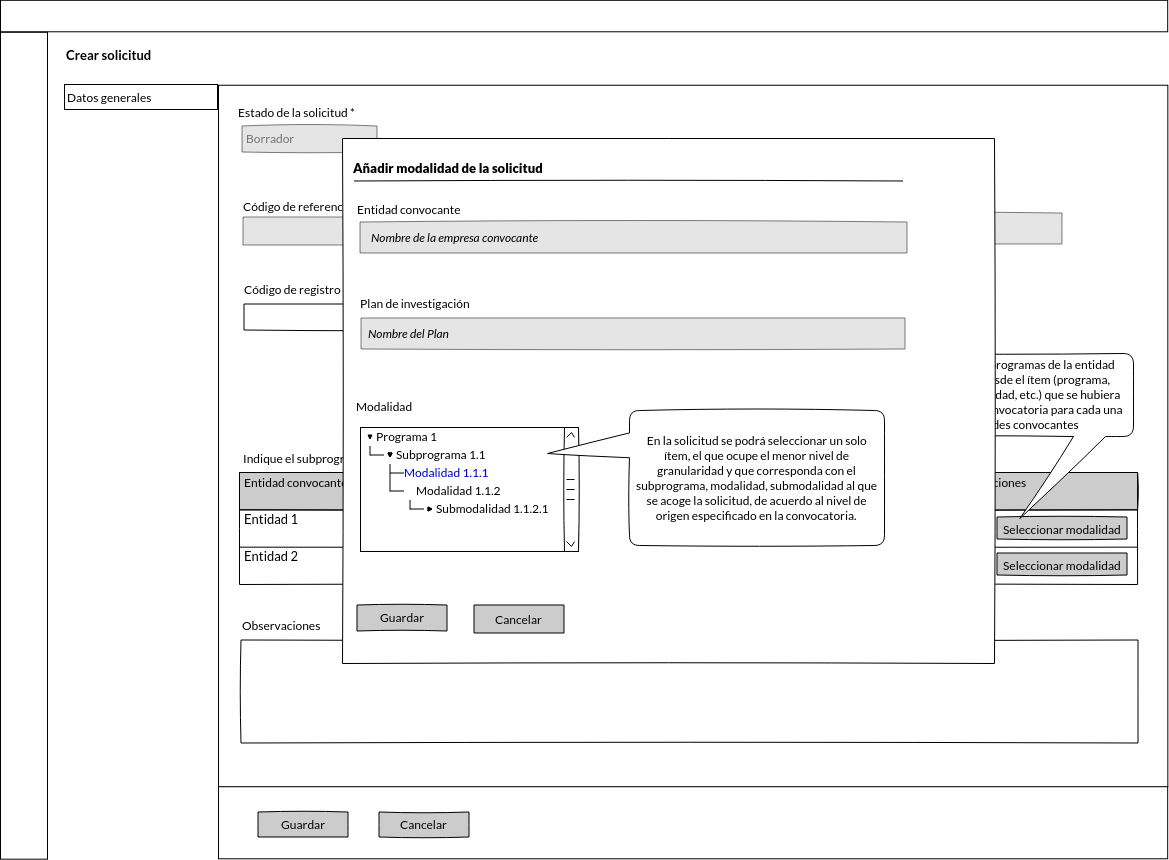 Crear solicitud
Datos generales
Estado de la solicitud *
Borrador
Añadir modalidad de la solicitud
Código de referenc
Entidad convocante
Nombre de la empresa convocante
Código de registro
Plan de investigación
Nombre del Plan
rogramas de la entidad
sde el ítem (programa,
dad, etc.) que se hubiera
nvocatoria para cada una
des convocantes
Modalidad
Programa 1
Subprograma 1.1
Modalidad 1.1.1
Modalidad 1.1.2
Submodalidad 1.1.2.1
En la solicitud se podrá seleccionar un solo
ítem, el que ocupe el menor nivel de
granularidad y que corresponda con el
subprograma, modalidad, submodalidad al que
se acoge la solicitud, de acuerdo al nivel de
origen especificado en la convocatoria.
Indique el subprogr
Entidad convocante
ciones
Entidad 1
Seleccionar modalidad
Entidad 2
Seleccionar modalidad
Guardar
Cancelar
Observaciones
Guardar
Cancelar